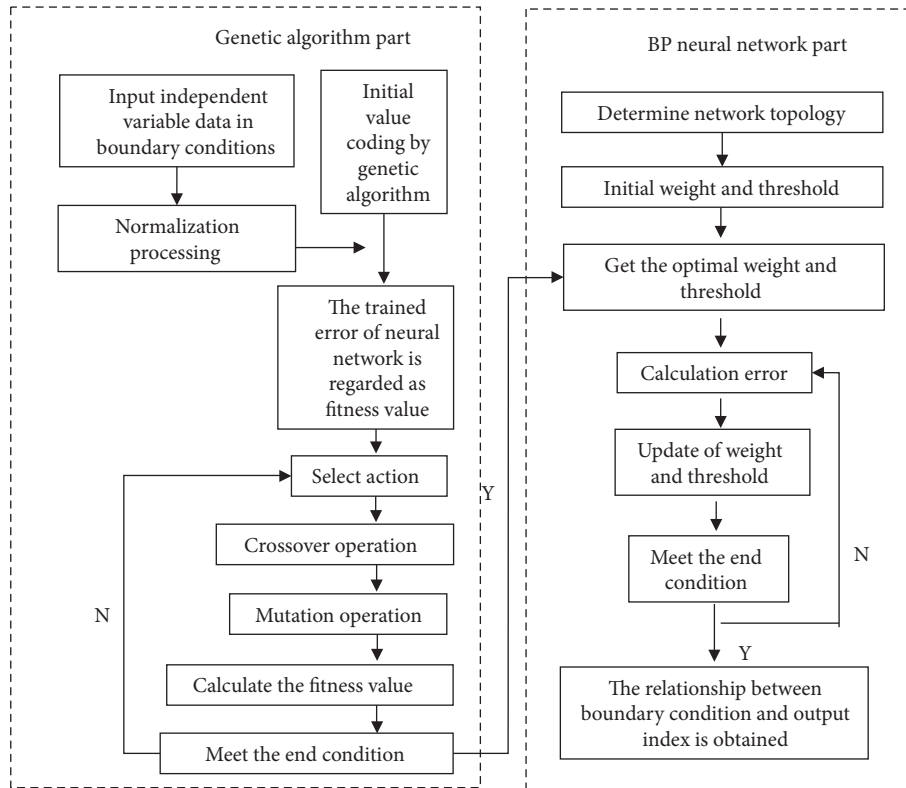 Genetic algorithm part
Input independent
variable data in
boundary conditions
Initial
value
coding by
genetic
algorithm
Normalization
processing
The trained
error of neural
network is
regarded as
fitness value
Select action
Crossover operation
Mutation operation
Calculate the fitness value
Meet the end condition
N
Y
BP neural network part
Determine network topology
Initial weight and threshold
Get the optimal weight and
threshold
Calculation error
Update of weight
and threshold
Meet the end
condition
N
Y
The relationship between
boundary condition and output
index is obtained